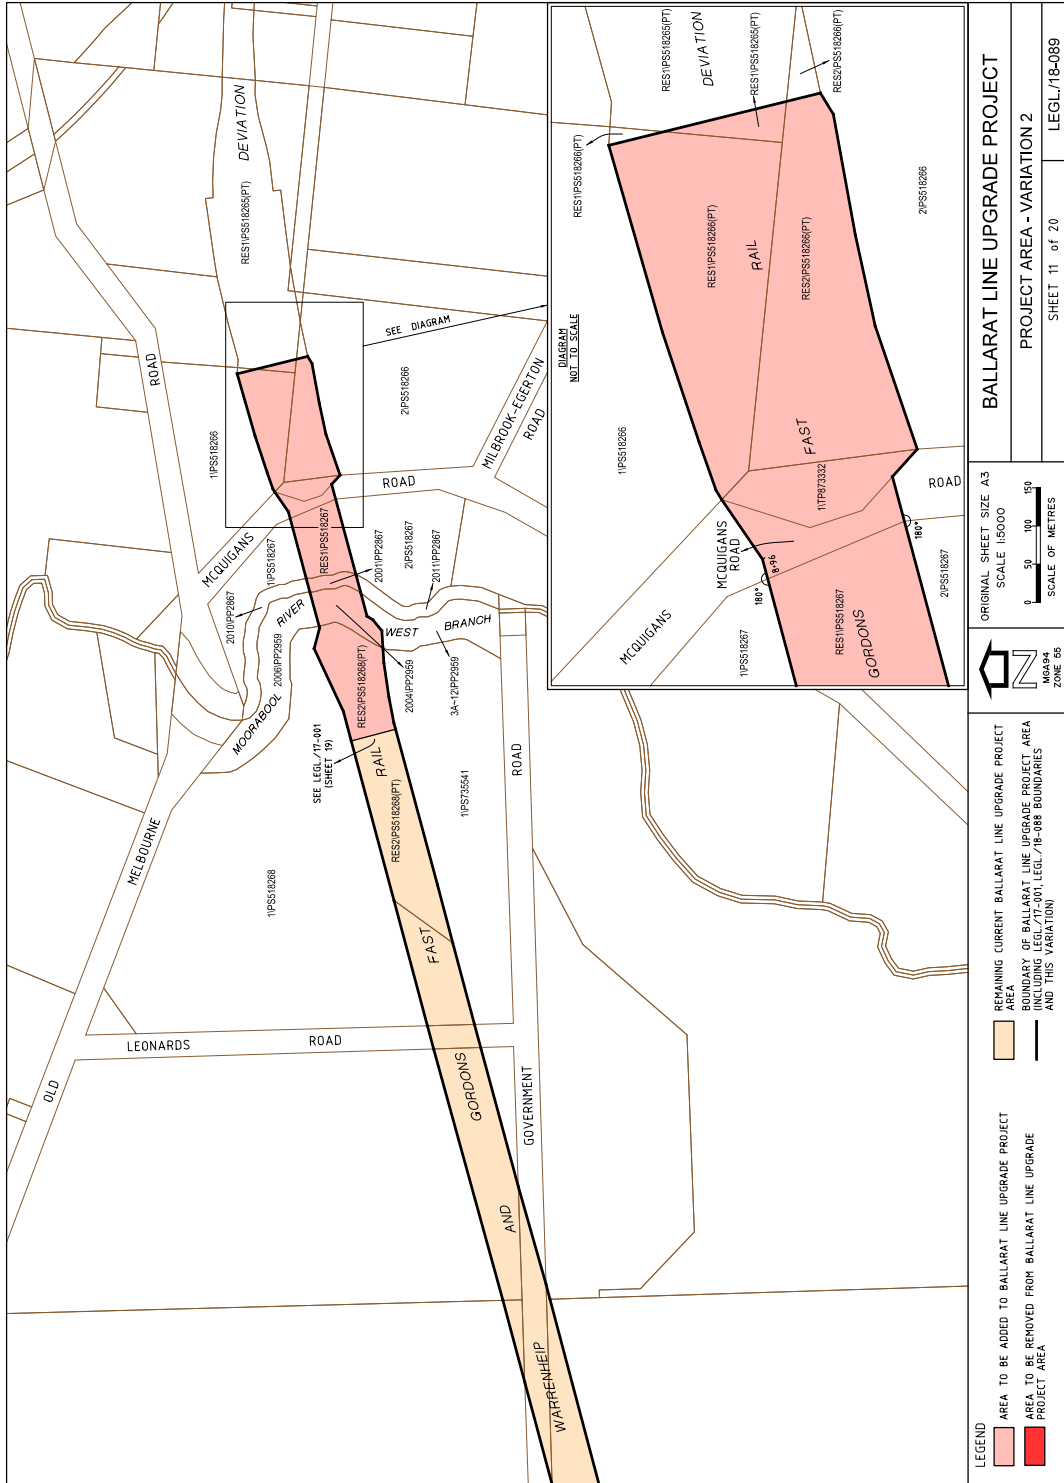 BALLARAT LINE UPGRADE PROJECT
PROJECT AREA - VARIATION 2
SHEET 11 of 20
LEGL./18-089
ORIGINAL SHEET SIZE A3
SCALE 1:5000
0 50 100 150
SCALE OF METRES
N
MGA94
ZONE 55
LEGEND
AREA TO BE ADDED TO BALLARAT LINE UPGRADE PROJECT
AREA TO BE REMOVED FROM BALLARAT LINE UPGRADE
PROJECT AREA
REMAINING CURRENT BALLARAT LINE UPGRADE PROJECT
AREA
BOUNDARY OF BALLARAT LINE UPGRADE PROJECT AREA
(INCLUDING LEGL./17-001, LEGL./18-088 BOUNDARIES
AND THIS VARIATION)
OLD
MELBOURNE
ROAD
LEONARDS
ROAD
GOVERNMENT
ROAD
WARRENHEIP
AND
GORDONS
FAST
RAIL
DEVIATION
1\PS518268
1\PS735541
RES2\PS518268(PT)
RES2\PS518268(PT)
SEE LEGL./17-001
(SHEET 19)
MOORABOOL
RIVER
WEST
BRANCH
2006\PP2959
2010\PP2867
2004\PP2959
3A~12\PP2959
2001\PP2867
2011\PP2867
2\PS518267
1\PS518267
RES1\PS518267
MCQUIGANS
ROAD
MILBROOK-EGERTON
ROAD
1\PS518266
2\PS518266
RES1\PS518265(PT)
SEE DIAGRAM
DIAGRAM
NOT TO SCALE
1\PS518266
RES1\PS518266(PT)
RES1\PS518265(PT)
DEVIATION
RES1\PS518265(PT)
RES2\PS518266(PT)
RES1\PS518266(PT)
RAIL
RES2\PS518266(PT)
2\PS518266
FAST
1\TP873332
ROAD
MCQUIGANS
ROAD
MCQUIGANS
8·96
180°
180°
1\PS518267
RES1\PS518267
GORDONS
2\PS518267